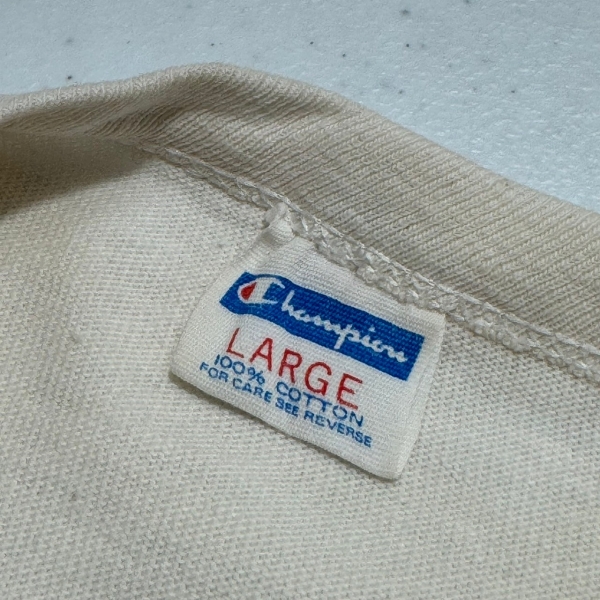 Champion
LARGE
100% COTTON
FOR CARE SEE REVERSE